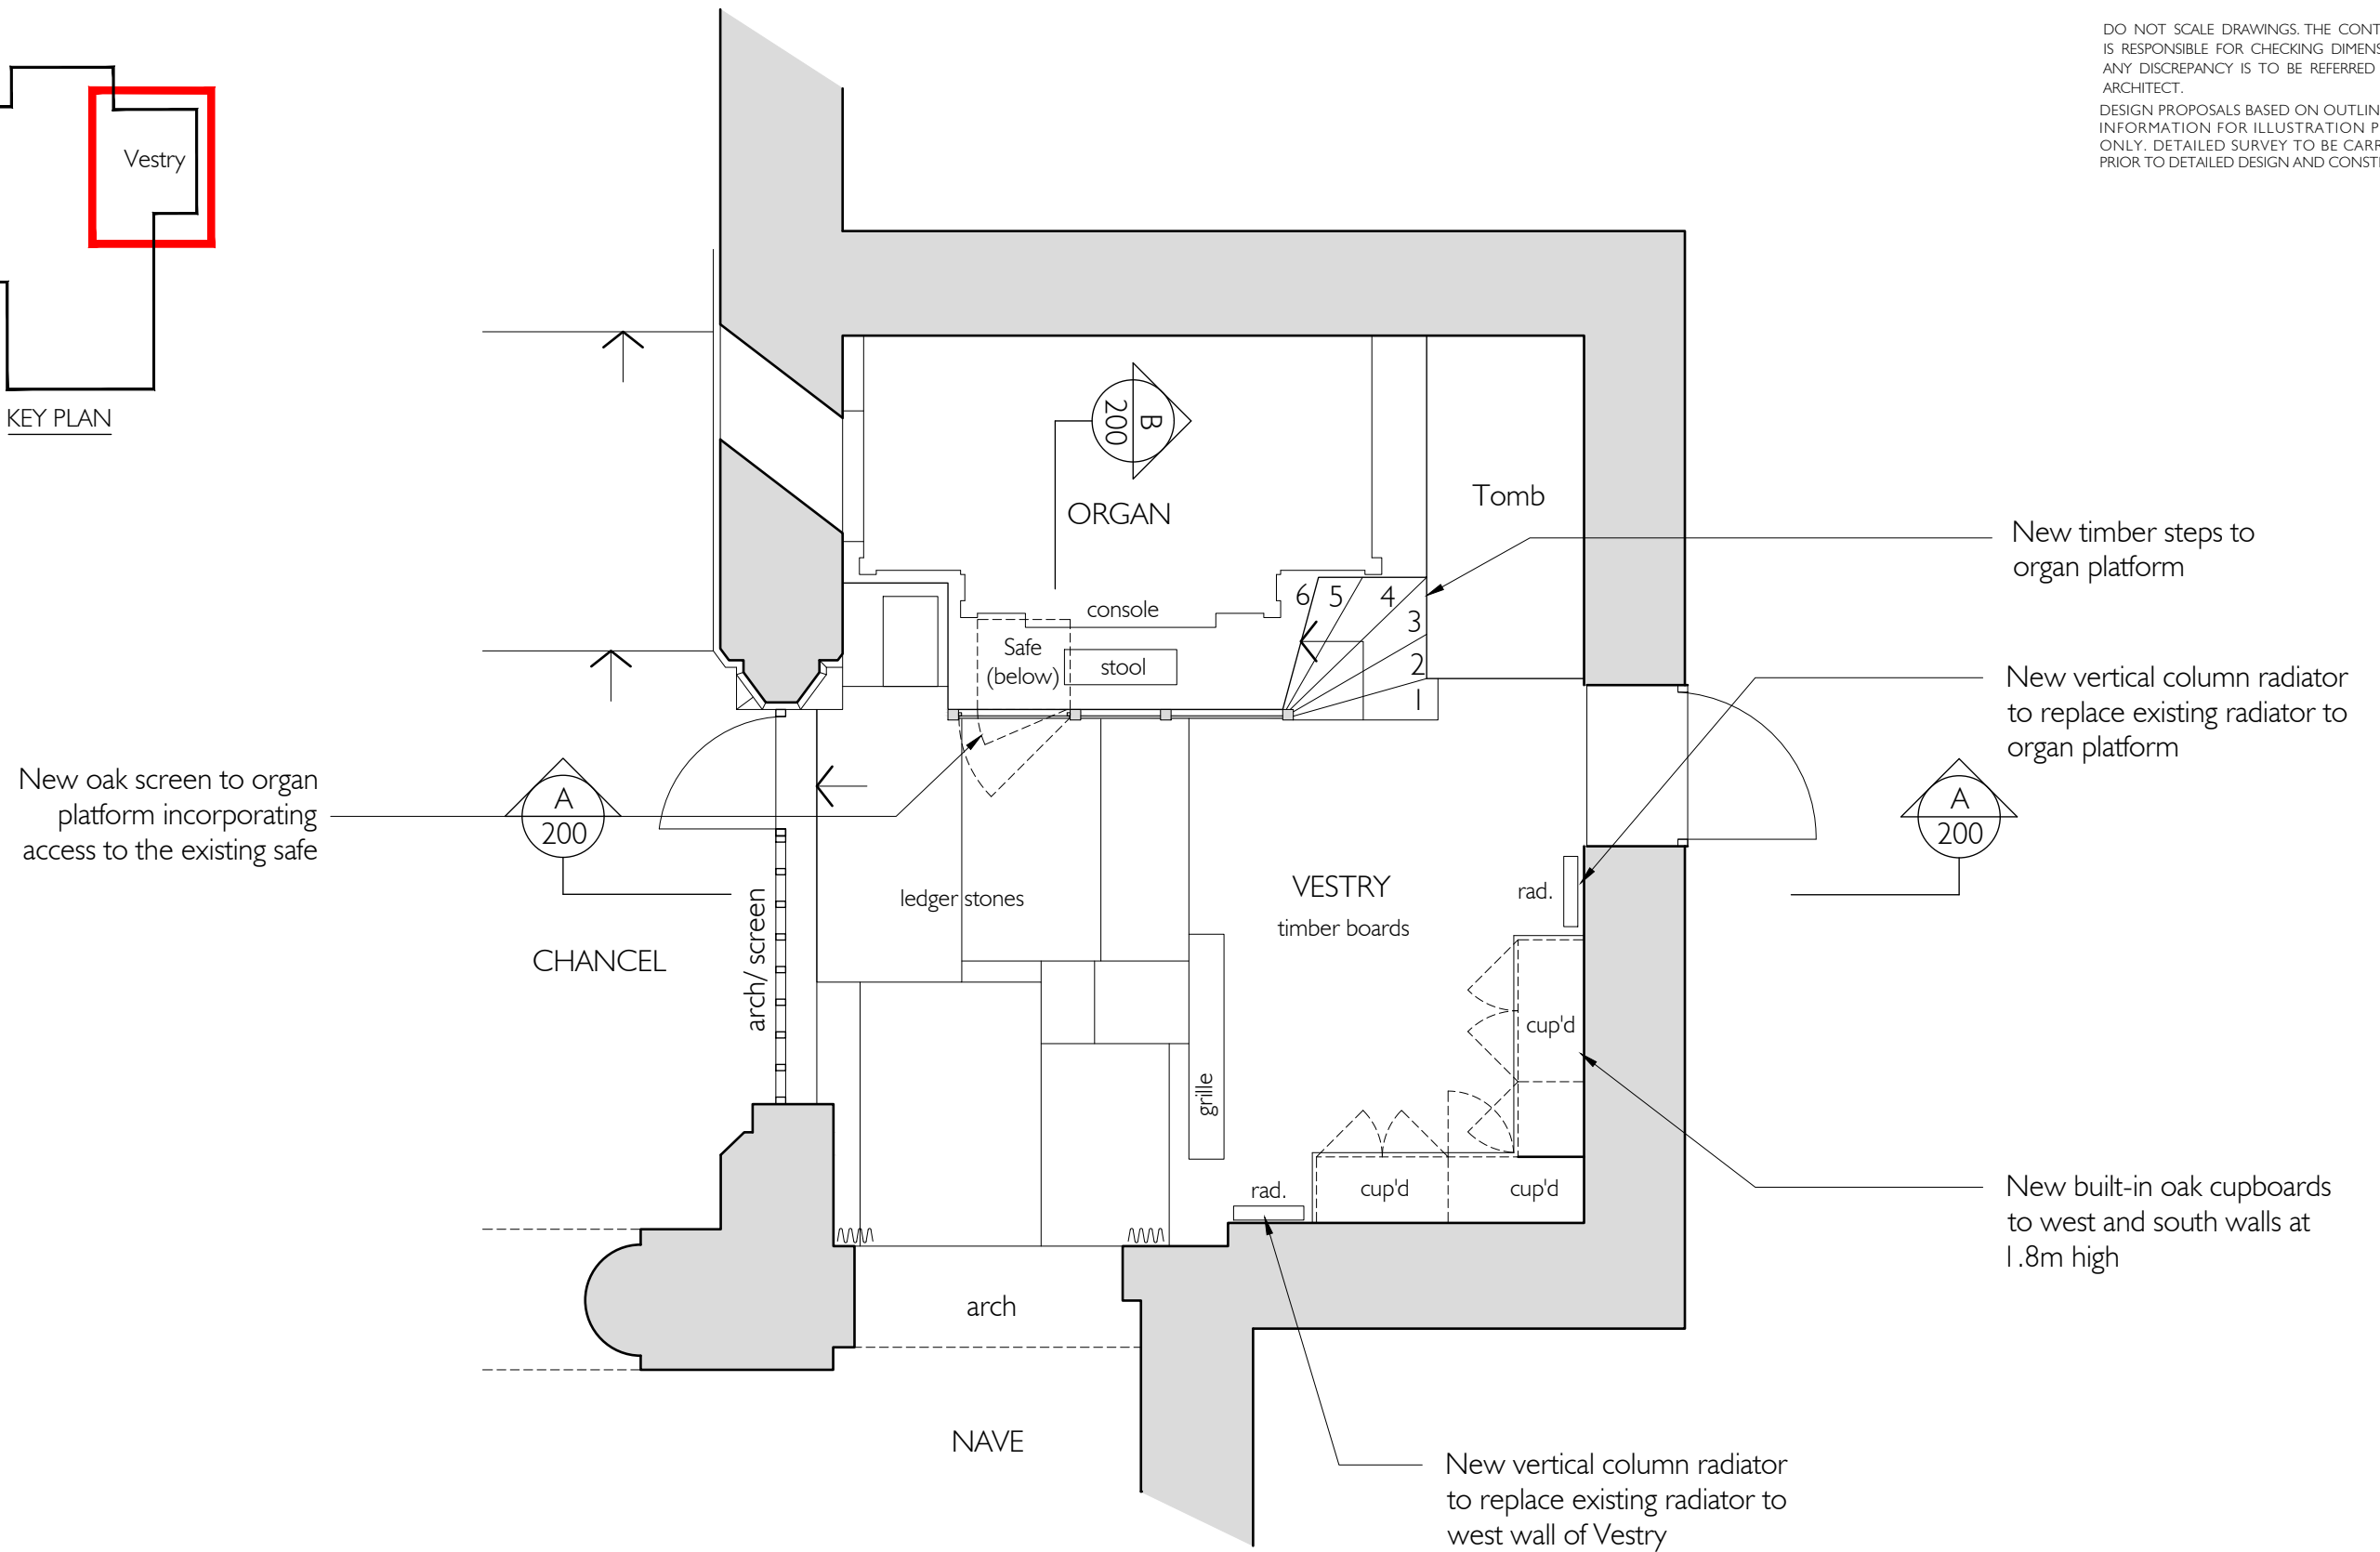 DO NOT SCALE DRAWINGS. THE CONT
IS RESPONSIBLE FOR CHECKING DIMENS
ANY DISCREPANCY IS TO BE REFERRED
ARCHITECT.
DESIGN PROPOSALS BASED ON OUTLIN
INFORMATION FOR ILLUSTRATION P
ONLY. DETAILED SURVEY TO BE CARR
PRIOR TO DETAILED DESIGN AND CONST
Vestry
KEY PLAN
B
200
ORGAN
Tomb
New timber steps to
organ platform
console
Safe
(below)
stool
6
5
4
3
2
1
New vertical column radiator
to replace existing radiator to
organ platform
New oak screen to organ
platform incorporating
access to the existing safe
A
200
A
200
arch/ screen
CHANCEL
ledger stones
VESTRY
timber boards
rad.
cup'd
grille
rad.
cup'd
cup'd
New built-in oak cupboards
to west and south walls at
1.8m high
arch
NAVE
New vertical column radiator
to replace existing radiator to
west wall of Vestry